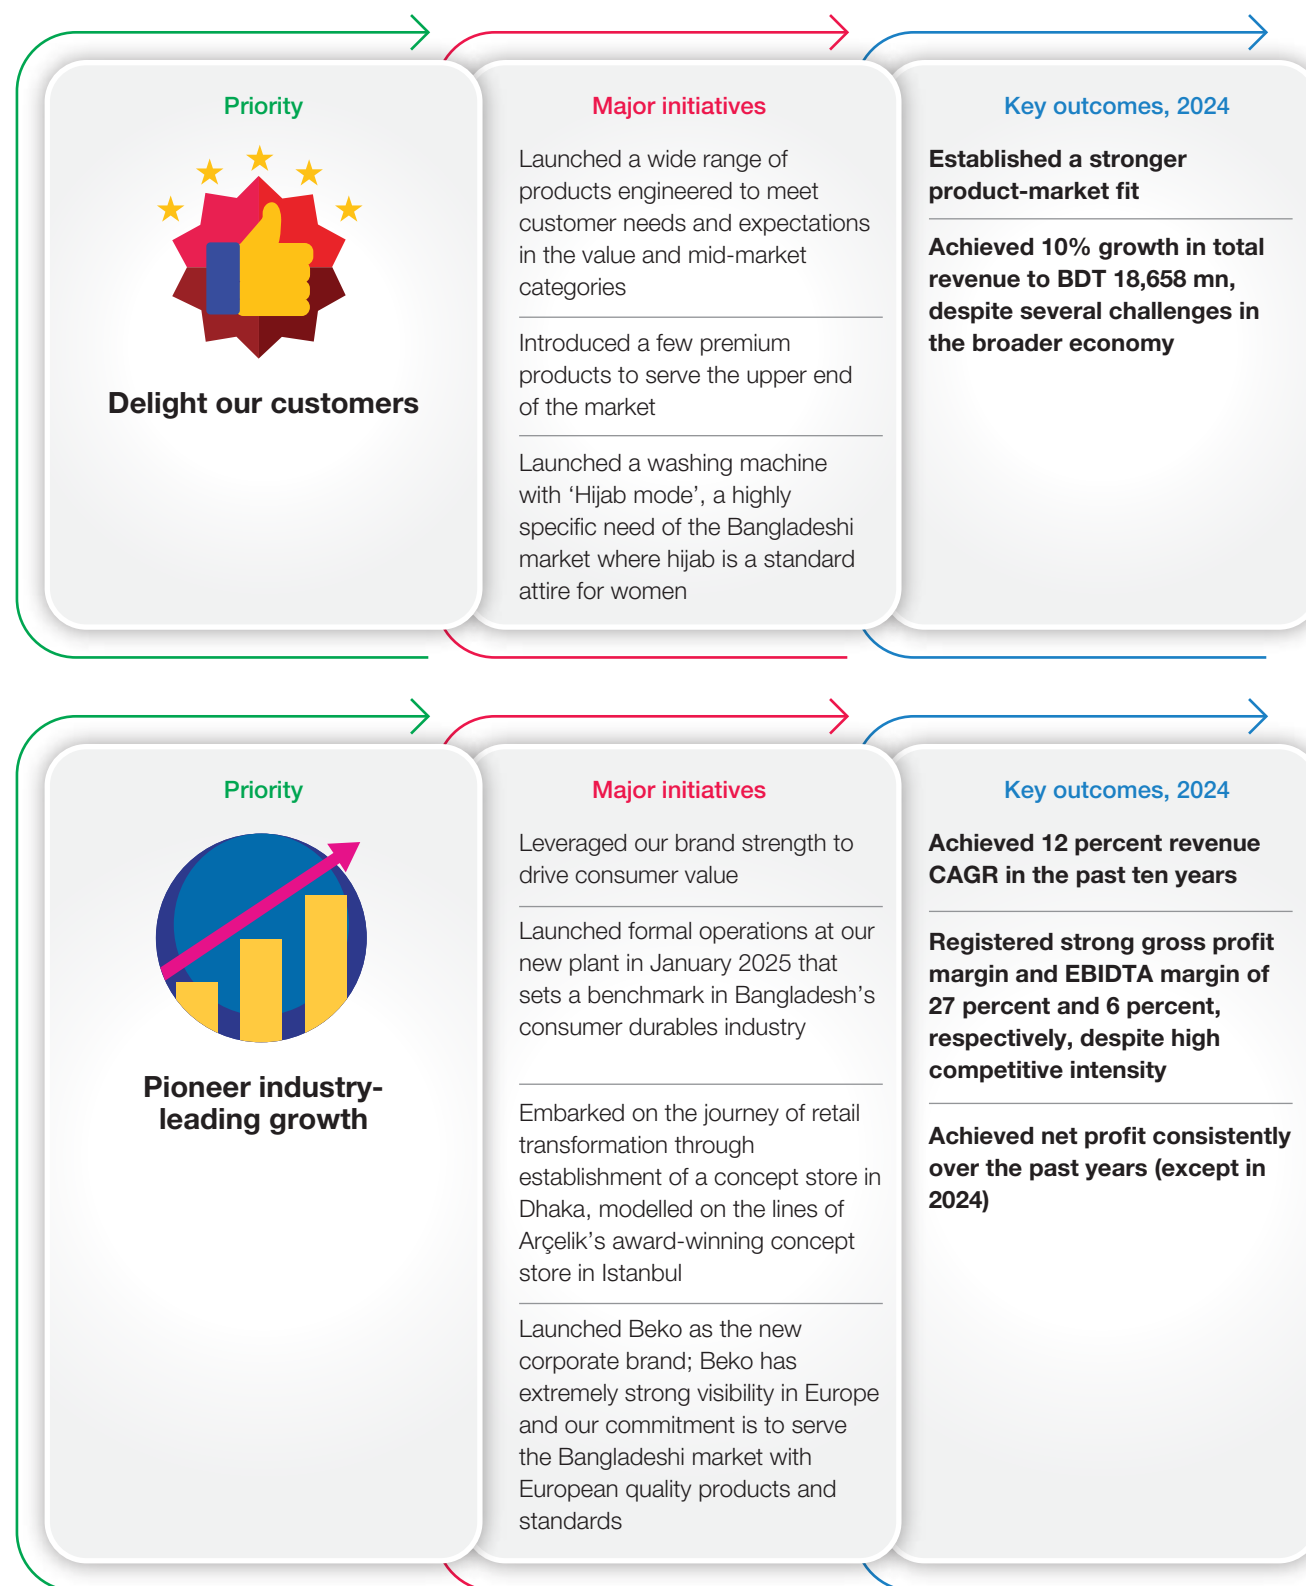 Priority
Delight our customers
Major initiatives
Launched a wide range of
products engineered to meet
customer needs and expectations
in the value and mid-market
categories
Introduced a few premium
products to serve the upper end
of the market
Launched a washing machine
with ‘Hijab mode’, a highly
specific need of the Bangladeshi
market where hijab is a standard
attire for women
Key outcomes, 2024
Established a stronger
product-market fit
Achieved 10% growth in total
revenue to BDT 18,658 mn,
despite several challenges in
the broader economy
Priority
Pioneer industry-
leading growth
Major initiatives
Leveraged our brand strength to
drive consumer value
Launched formal operations at our
new plant in January 2025 that
sets a benchmark in Bangladesh’s
consumer durables industry
Embarked on the journey of retail
transformation through
establishment of a concept store in
Dhaka, modelled on the lines of
Arçelik’s award-winning concept
store in Istanbul
Launched Beko as the new
corporate brand; Beko has
extremely strong visibility in Europe
and our commitment is to serve
the Bangladeshi market with
European quality products and
standards
Key outcomes, 2024
Achieved 12 percent revenue
CAGR in the past ten years
Registered strong gross profit
margin and EBIDTA margin of
27 percent and 6 percent,
respectively, despite high
competitive intensity
Achieved net profit consistently
over the past years (except in
2024)